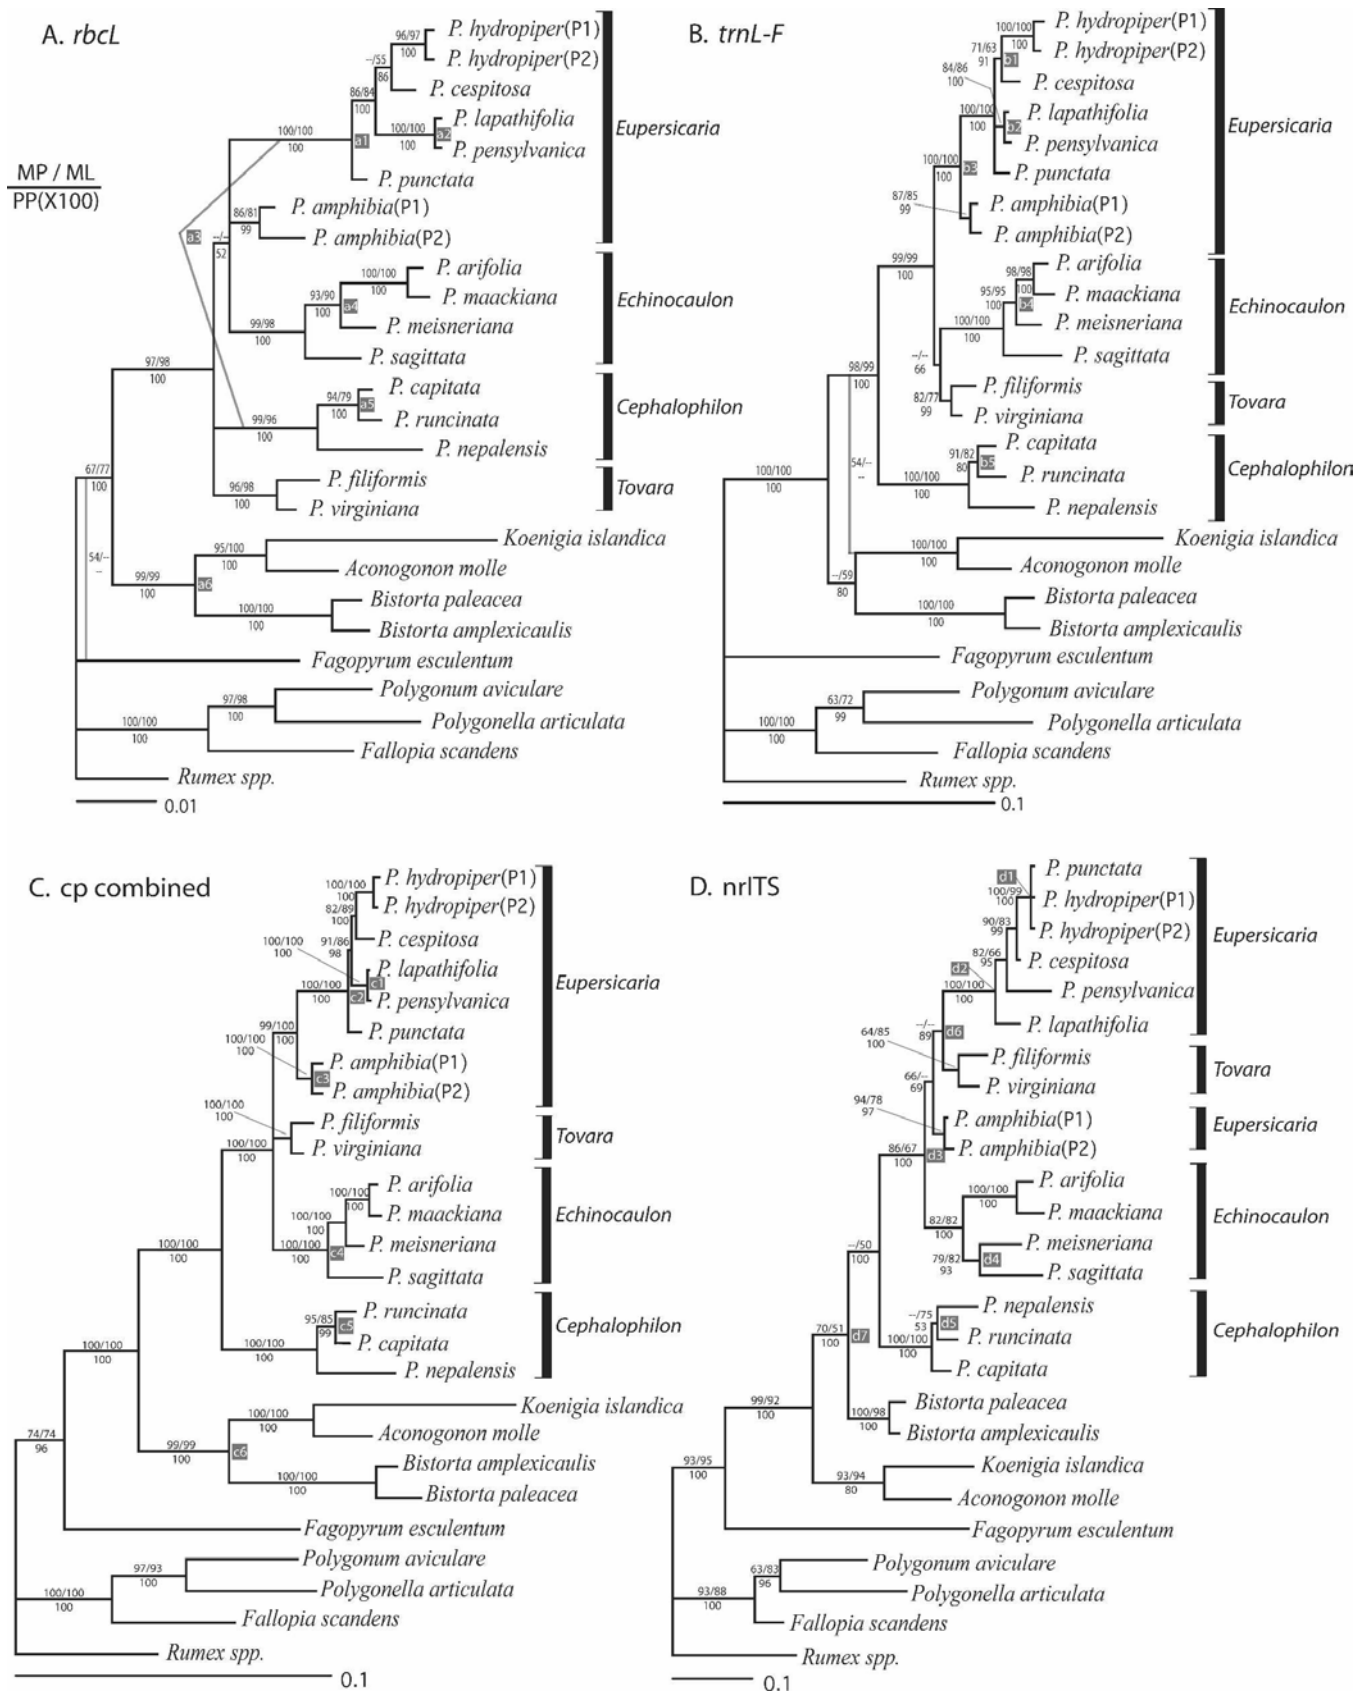 A. rbcL
MP / ML
PP(X100)
96/97
100
P. hydropiper(P1)
P. hydropiper(P2)
--/55
86
P. cespitosa
86/84
100
P. lapathifolia
100/100
100
a2
P. pensylvanica
100/100
100
a1
P. punctata
Eupersicaria
P. amphibia(P1)
86/81
99
P. amphibia(P2)
a3
--/--
52
P. arifolia
100/100
100
P. maackiana
93/90
100
a4
P. meisneriana
99/98
100
P. sagittata
Echinocaulon
97/98
100
P. capitata
94/79
100
a5
P. runcinata
99/96
100
P. nepalensis
Cephalophilon
P. filiformis
96/98
100
P. virginiana
Tovara
67/77
100
54/--
--
Koenigia islandica
95/100
100
Aconogonon molle
99/99
100
a6
Bistorta paleacea
100/100
100
Bistorta amplexicaulis
Fagopyrum esculentum
Polygonum aviculare
97/98
100
Polygonella articulata
100/100
100
Fallopia scandens
Rumex spp.
0.01
B. trnL-F
100/100
100
P. hydropiper(P1)
P. hydropiper(P2)
71/63
91
b1
P. cespitosa
84/86
100
P. lapathifolia
b2
P. pensylvanica
100/100
100
P. punctata
Eupersicaria
100/100
100
b3
87/85
99
P. amphibia(P1)
P. amphibia(P2)
99/99
100
P. arifolia
98/98
100
P. maackiana
95/95
100
b4
P. meisneriana
100/100
100
P. sagittata
Echinocaulon
--/--
66
P. filiformis
82/77
99
P. virginiana
Tovara
98/99
100
P. capitata
91/82
80
b5
P. runcinata
100/100
100
P. nepalensis
Cephalophilon
100/100
100
54/--
--
Koenigia islandica
100/100
100
Aconogonon molle
--/59
80
Bistorta paleacea
100/100
100
Bistorta amplexicaulis
Fagopyrum esculentum
Polygonum aviculare
63/72
99
Polygonella articulata
100/100
100
Fallopia scandens
Rumex spp.
0.1
C. cp combined
100/100
100
P. hydropiper(P1)
P. hydropiper(P2)
82/89
100
P. cespitosa
91/86
98
100/100
100
P. lapathifolia
c1
P. pensylvanica
100/100
100
c2
P. punctata
Eupersicaria
99/100
100
100/100
100
P. amphibia(P1)
c3
P. amphibia(P2)
100/100
100
P. filiformis
P. virginiana
Tovara
100/100
100
P. arifolia
100/100
100
P. maackiana
100/100
100
P. meisneriana
100/100
100
c4
P. sagittata
Echinocaulon
100/100
100
P. runcinata
95/85
99
c5
P. capitata
100/100
100
P. nepalensis
Cephalophilon
100/100
100
Koenigia islandica
100/100
100
Aconogonon molle
99/99
100
c6
Bistorta amplexicaulis
100/100
100
Bistorta paleacea
74/74
96
Fagopyrum esculentum
Polygonum aviculare
97/93
100
Polygonella articulata
100/100
100
Fallopia scandens
Rumex spp.
0.1
D. nrITS
d1
P. punctata
100/99
100
P. hydropiper(P1)
P. hydropiper(P2)
90/83
99
P. cespitosa
82/66
95
P. pensylvanica
d2
100/100
100
P. lapathifolia
Eupersicaria
--/--
89
d6
64/85
100
P. filiformis
P. virginiana
Tovara
66/--
69
94/78
97
P. amphibia(P1)
P. amphibia(P2)
Eupersicaria
86/67
100
d3
P. arifolia
100/100
100
P. maackiana
82/82
100
P. meisneriana
79/82
93
d4
P. sagittata
Echinocaulon
--/50
100
P. nepalensis
--/75
53
d5
P. runcinata
100/100
100
P. capitata
Cephalophilon
70/51
100
d7
Bistorta paleacea
100/98
100
Bistorta amplexicaulis
99/92
100
Koenigia islandica
93/94
80
Aconogonon molle
93/95
100
Fagopyrum esculentum
Polygonum aviculare
63/83
96
Polygonella articulata
93/88
100
Fallopia scandens
Rumex spp.
0.1